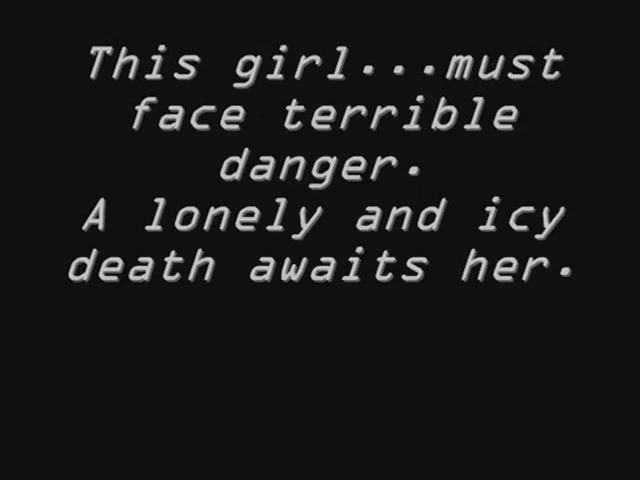 This girl...must
face terrible
danger.
A lonely and icy
death awaits her.